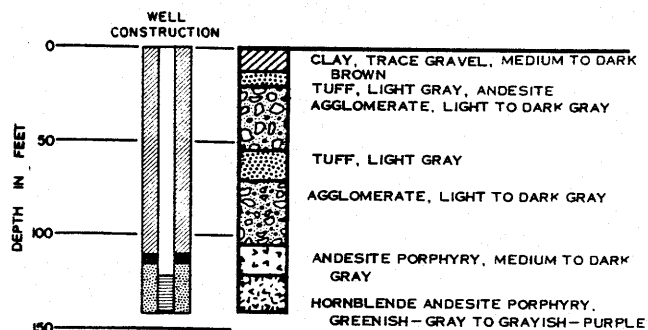 WELL
CONSTRUCTION
0
CLAY, TRACE GRAVEL, MEDIUM TO DARK
BROWN
TUFF, LIGHT GRAY, ANDESITE
AGGLOMERATE, LIGHT TO DARK GRAY
50
TUFF, LIGHT GRAY
AGGLOMERATE, LIGHT TO DARK GRAY
100
ANDESITE PORPHYRY, MEDIUM TO DARK
GRAY
HORNBLENDE ANDESITE PORPHYRY,
GREENISH-GRAY TO GRAYISH-PURPLE
150
DEPTH IN FEET